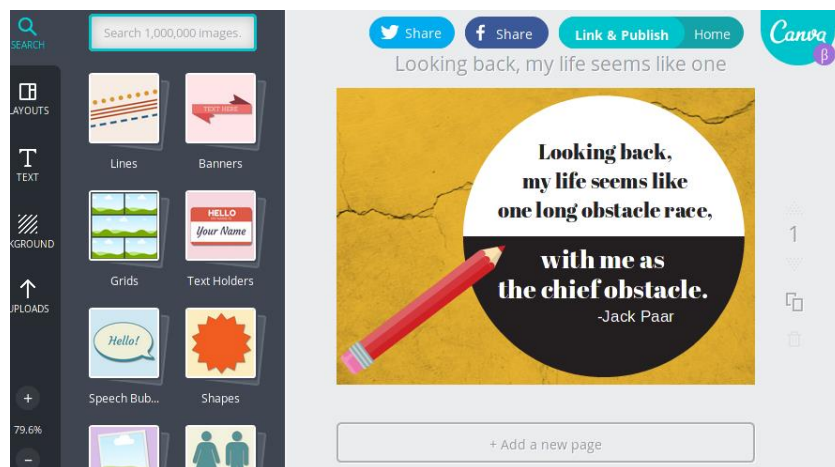 SEARCH
Search 1,000,000 images.
Share
Share
Link & Publish
Home
Canva
β
Looking back, my life seems like one
AYOUTS
TEXT
KGROUND
UPLOADS
TEXT HERE
Lines
Banners
HELLO
Your Name
Grids
Text Holders
Hello!
Speech Bub...
Shapes
79.6%
Looking back,
my life seems like
one long obstacle race,
with me as
the chief obstacle.
-Jack Paar
1
+ Add a new page